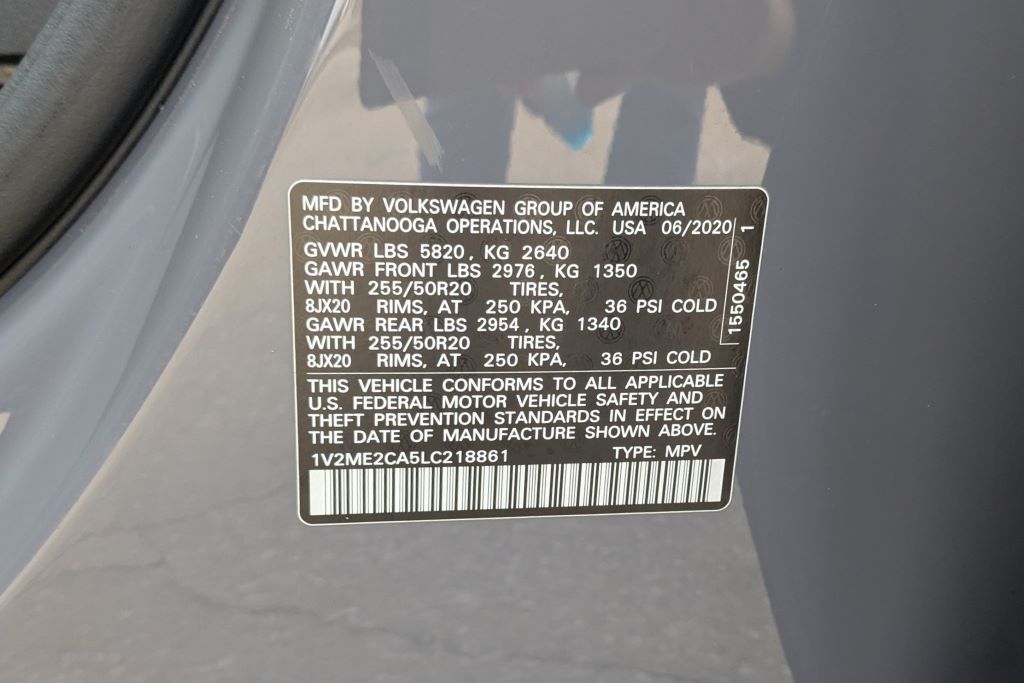 MFD BY VOLKSWAGEN GROUP OF AMERICA
CHATTANOOGA OPERATIONS, LLC. USA 06/2020
GVWR LBS 5820, KG 2640
GAWR FRONT LBS 2976, KG 1350
WITH 255/50R20 TIRES,
8JX20 RIMS, AT 250 KPA, 36 PSI COLD
GAWR REAR LBS 2954, KG 1340
WITH 255/50R20 TIRES,
8JX20 RIMS, AT 250 KPA, 36 PSI COLD
1550465 1
THIS VEHICLE CONFORMS TO ALL APPLICABLE
U.S. FEDERAL MOTOR VEHICLE SAFETY AND
THEFT PREVENTION STANDARDS IN EFFECT ON
THE DATE OF MANUFACTURE SHOWN ABOVE.
1V2ME2CA5LC218861 TYPE: MPV